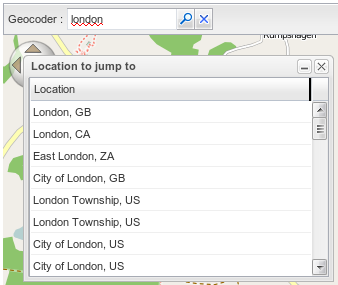 Geocoder : london
Kumpshagen
Location to jump to
Location
London, GB
London, CA
East London, ZA
City of London, GB
London Township, US
London Township, US
City of London, US
City of London, US